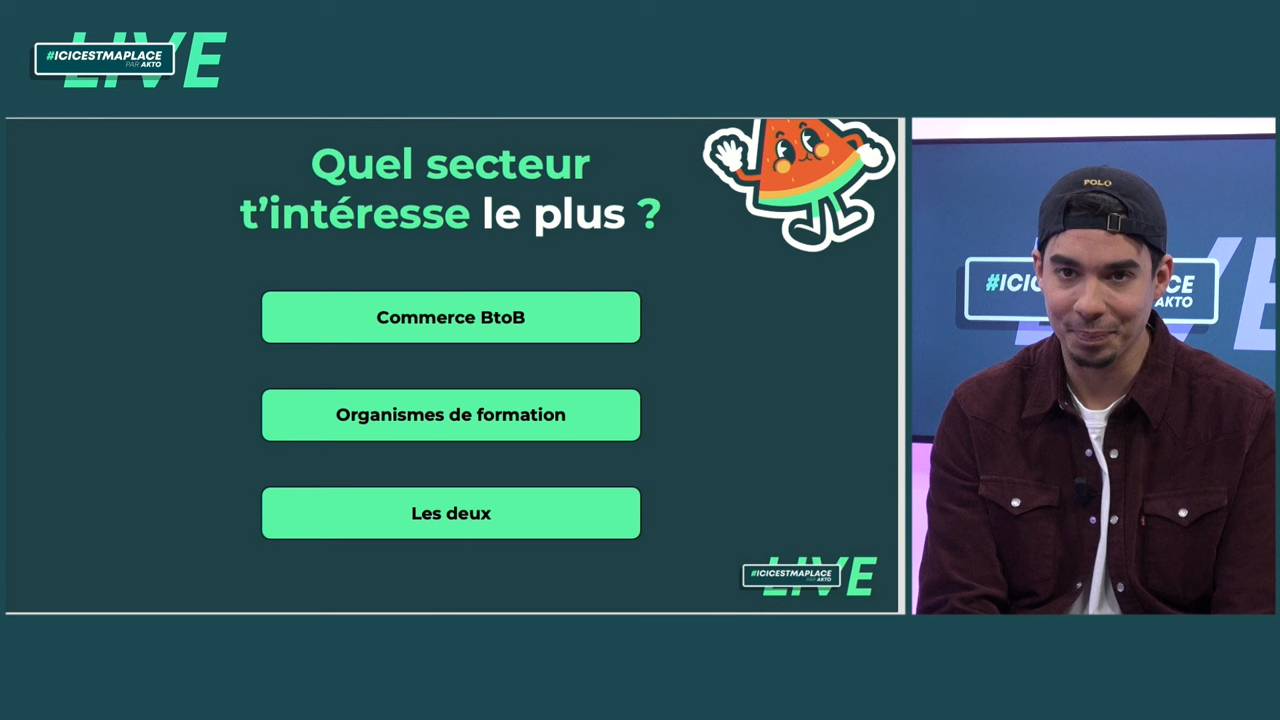 LIVE
#ICICESTMAPLACE
PAR AKTO
Quel secteur
t'intéresse le plus ?
Commerce BtoB
Organismes de formation
Les deux
LIVE
#ICICESTMAPLACE
PAR AKTO
POLO
#ICI
CE
AKTO